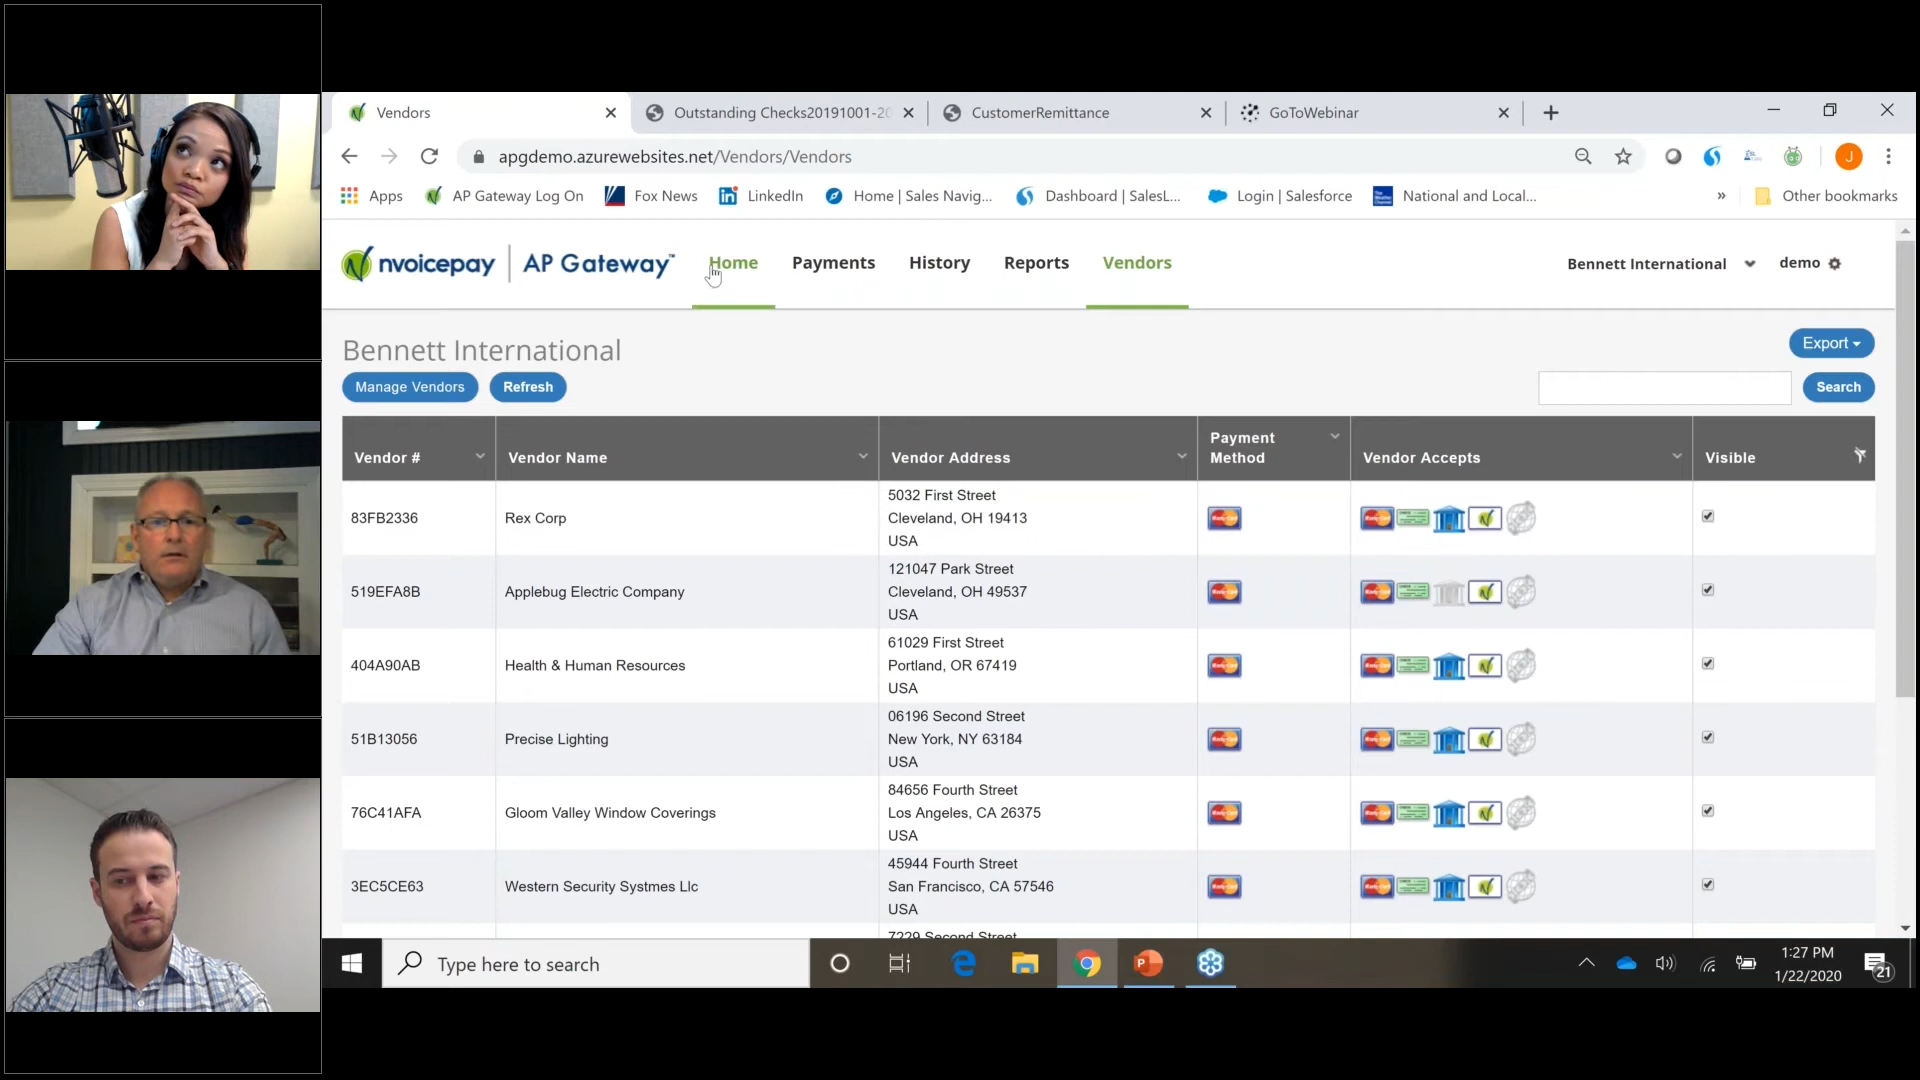 Vendors
Outstanding Checks20191001-20
CustomerRemittance
GoToWebinar
apgdemo.azurewebsites.net/Vendors/Vendors
J
Apps
AP Gateway Log On
Fox News
LinkedIn
Home | Sales Navig...
Dashboard | SalesL...
Login | Salesforce
National and Local...
»
Other bookmarks
nvoicepay
AP Gateway™
Home
Payments
History
Reports
Vendors
Bennett International
demo
Bennett International
Export
Manage Vendors
Refresh
Search
Vendor #
Vendor Name
Vendor Address
Payment
Method
Vendor Accepts
Visible
83FB2336
Rex Corp
5032 First Street
Cleveland, OH 19413
USA
519EFA8B
Applebug Electric Company
121047 Park Street
Cleveland, OH 49537
USA
404A90AB
Health & Human Resources
61029 First Street
Portland, OR 67419
USA
51B13056
Precise Lighting
06196 Second Street
New York, NY 63184
USA
76C41AFA
Gloom Valley Window Coverings
84656 Fourth Street
Los Angeles, CA 26375
USA
3EC5CE63
Western Security Systmes Llc
45944 Fourth Street
San Francisco, CA 57546
USA
7229 Second Street
Type here to search
1:27 PM
1/22/2020
21